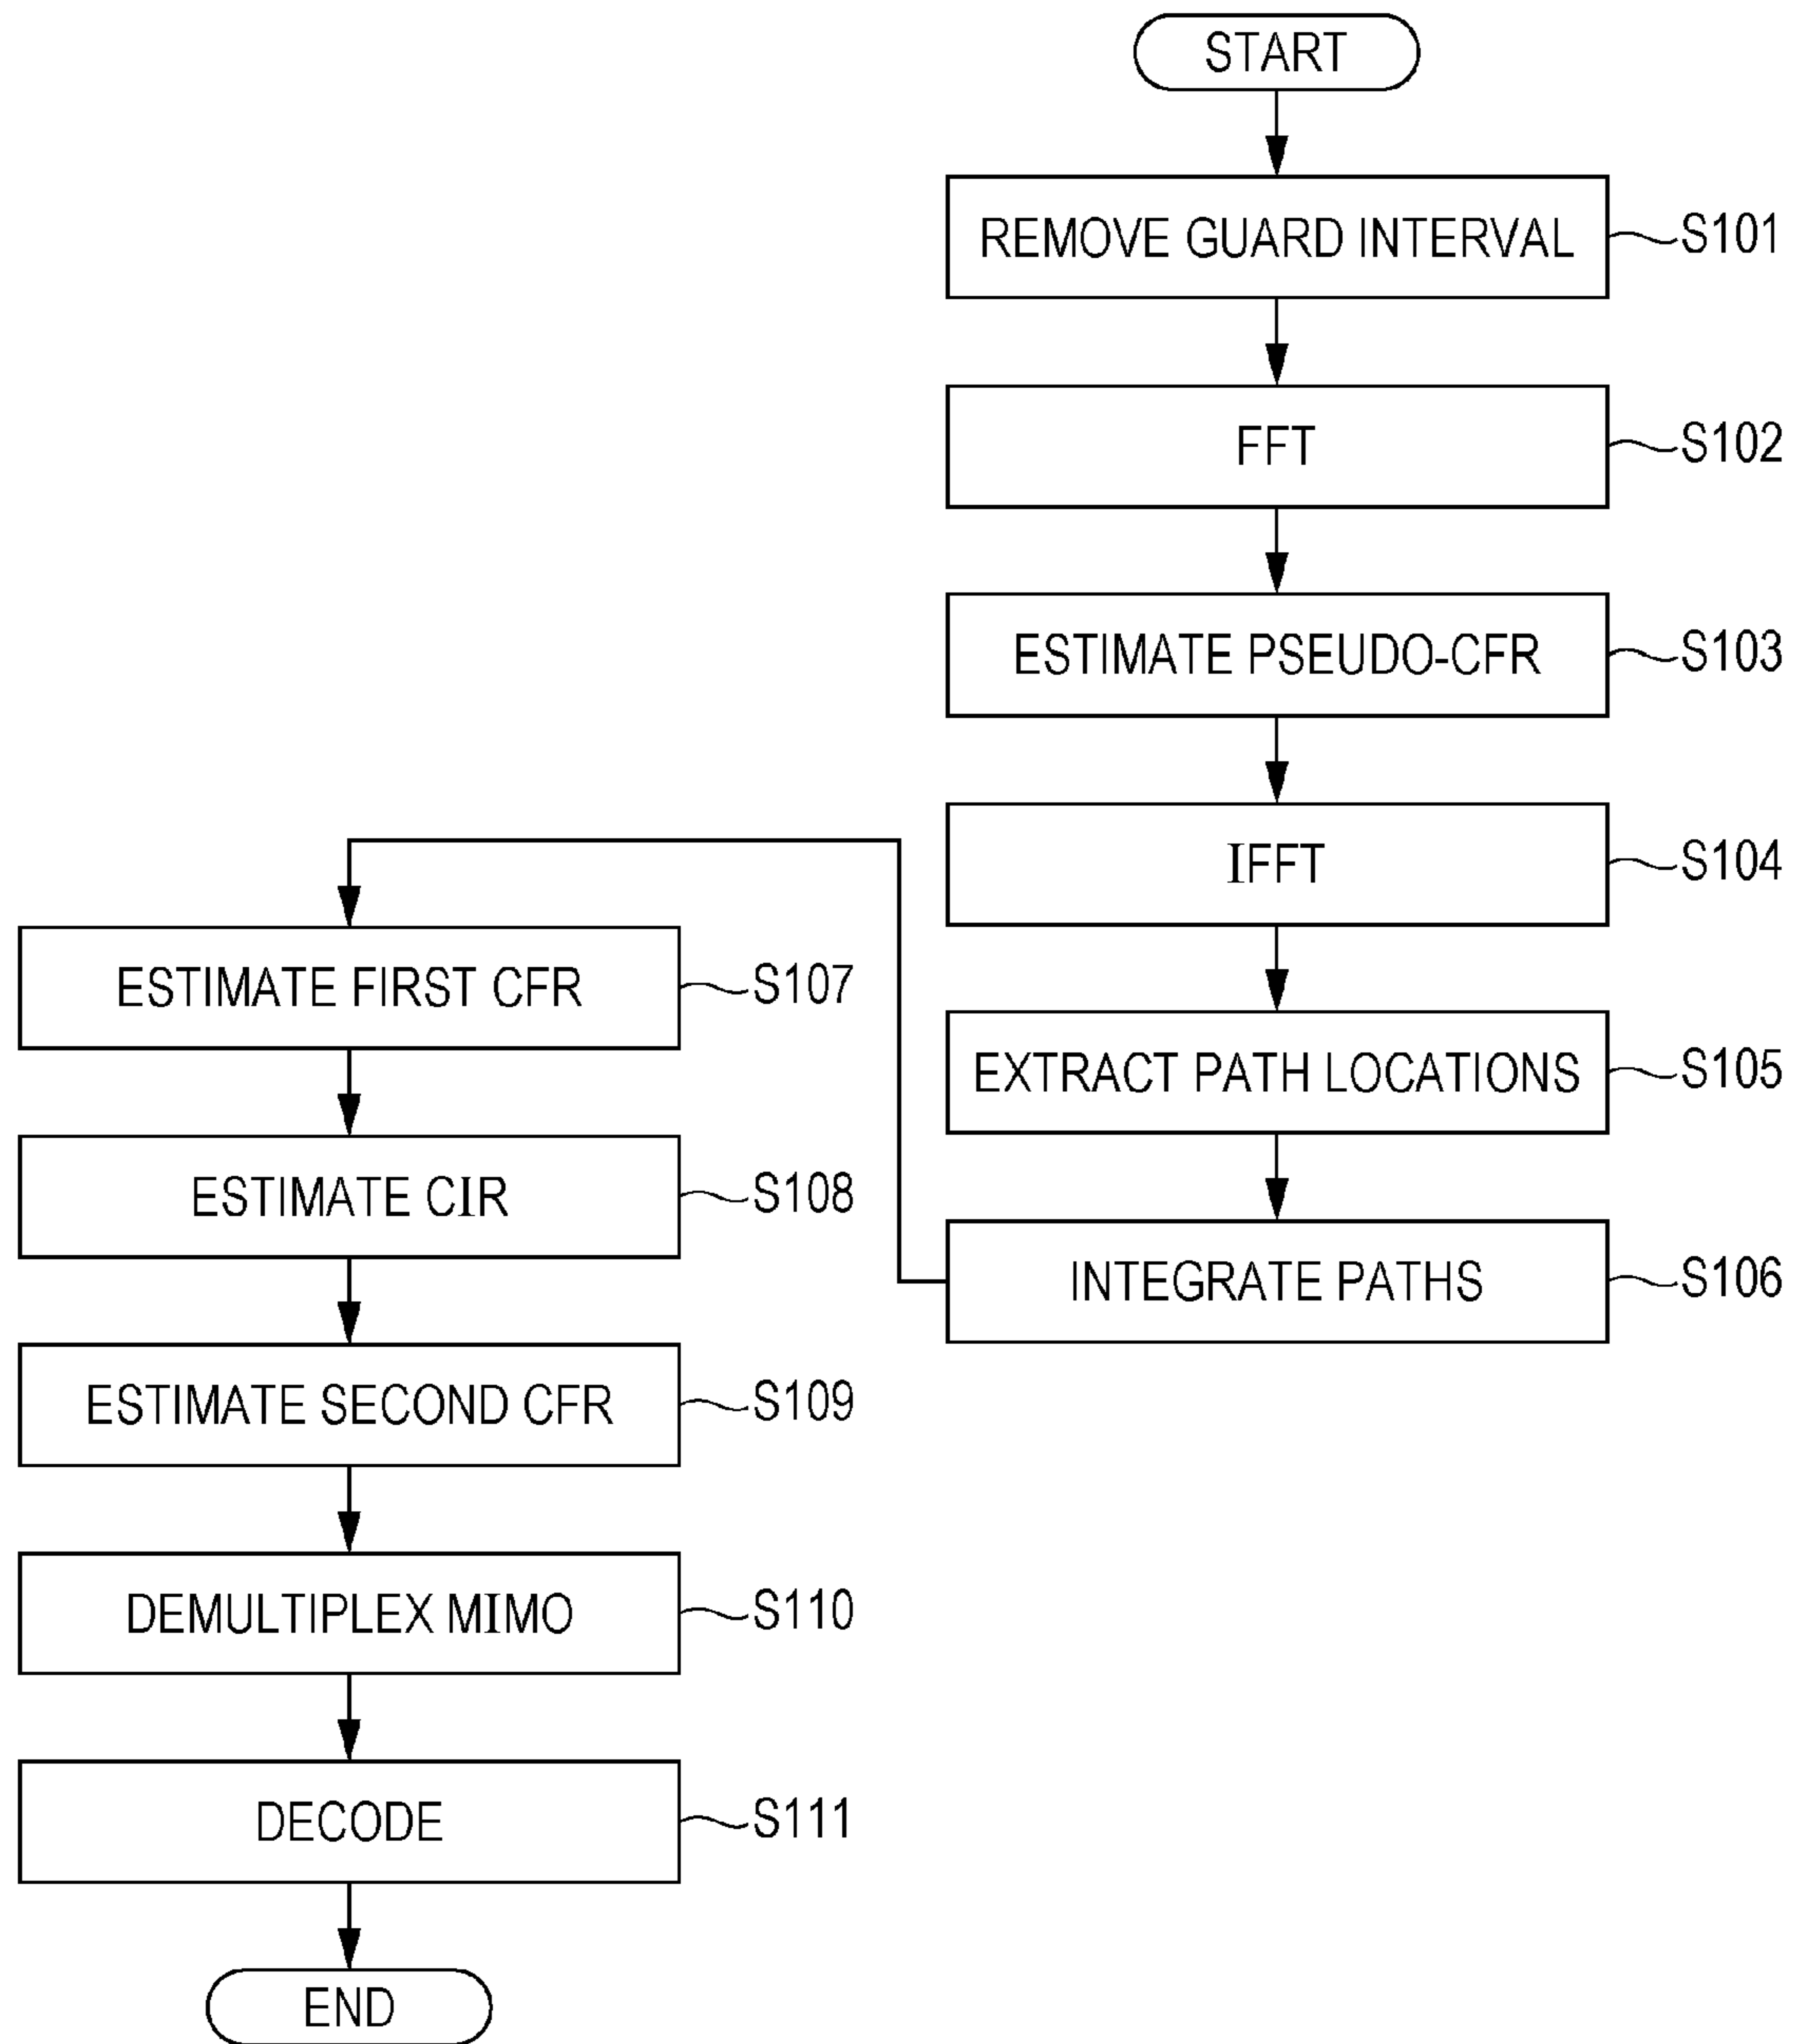 START
REMOVE GUARD INTERVAL
S101
FFT
S102
ESTIMATE PSEUDO-CFR
S103
IFFT
S104
EXTRACT PATH LOCATIONS
S105
INTEGRATE PATHS
S106
ESTIMATE FIRST CFR
S107
ESTIMATE CIR
S108
ESTIMATE SECOND CFR
S109
DEMULTIPLEX MIMO
S110
DECODE
S111
END